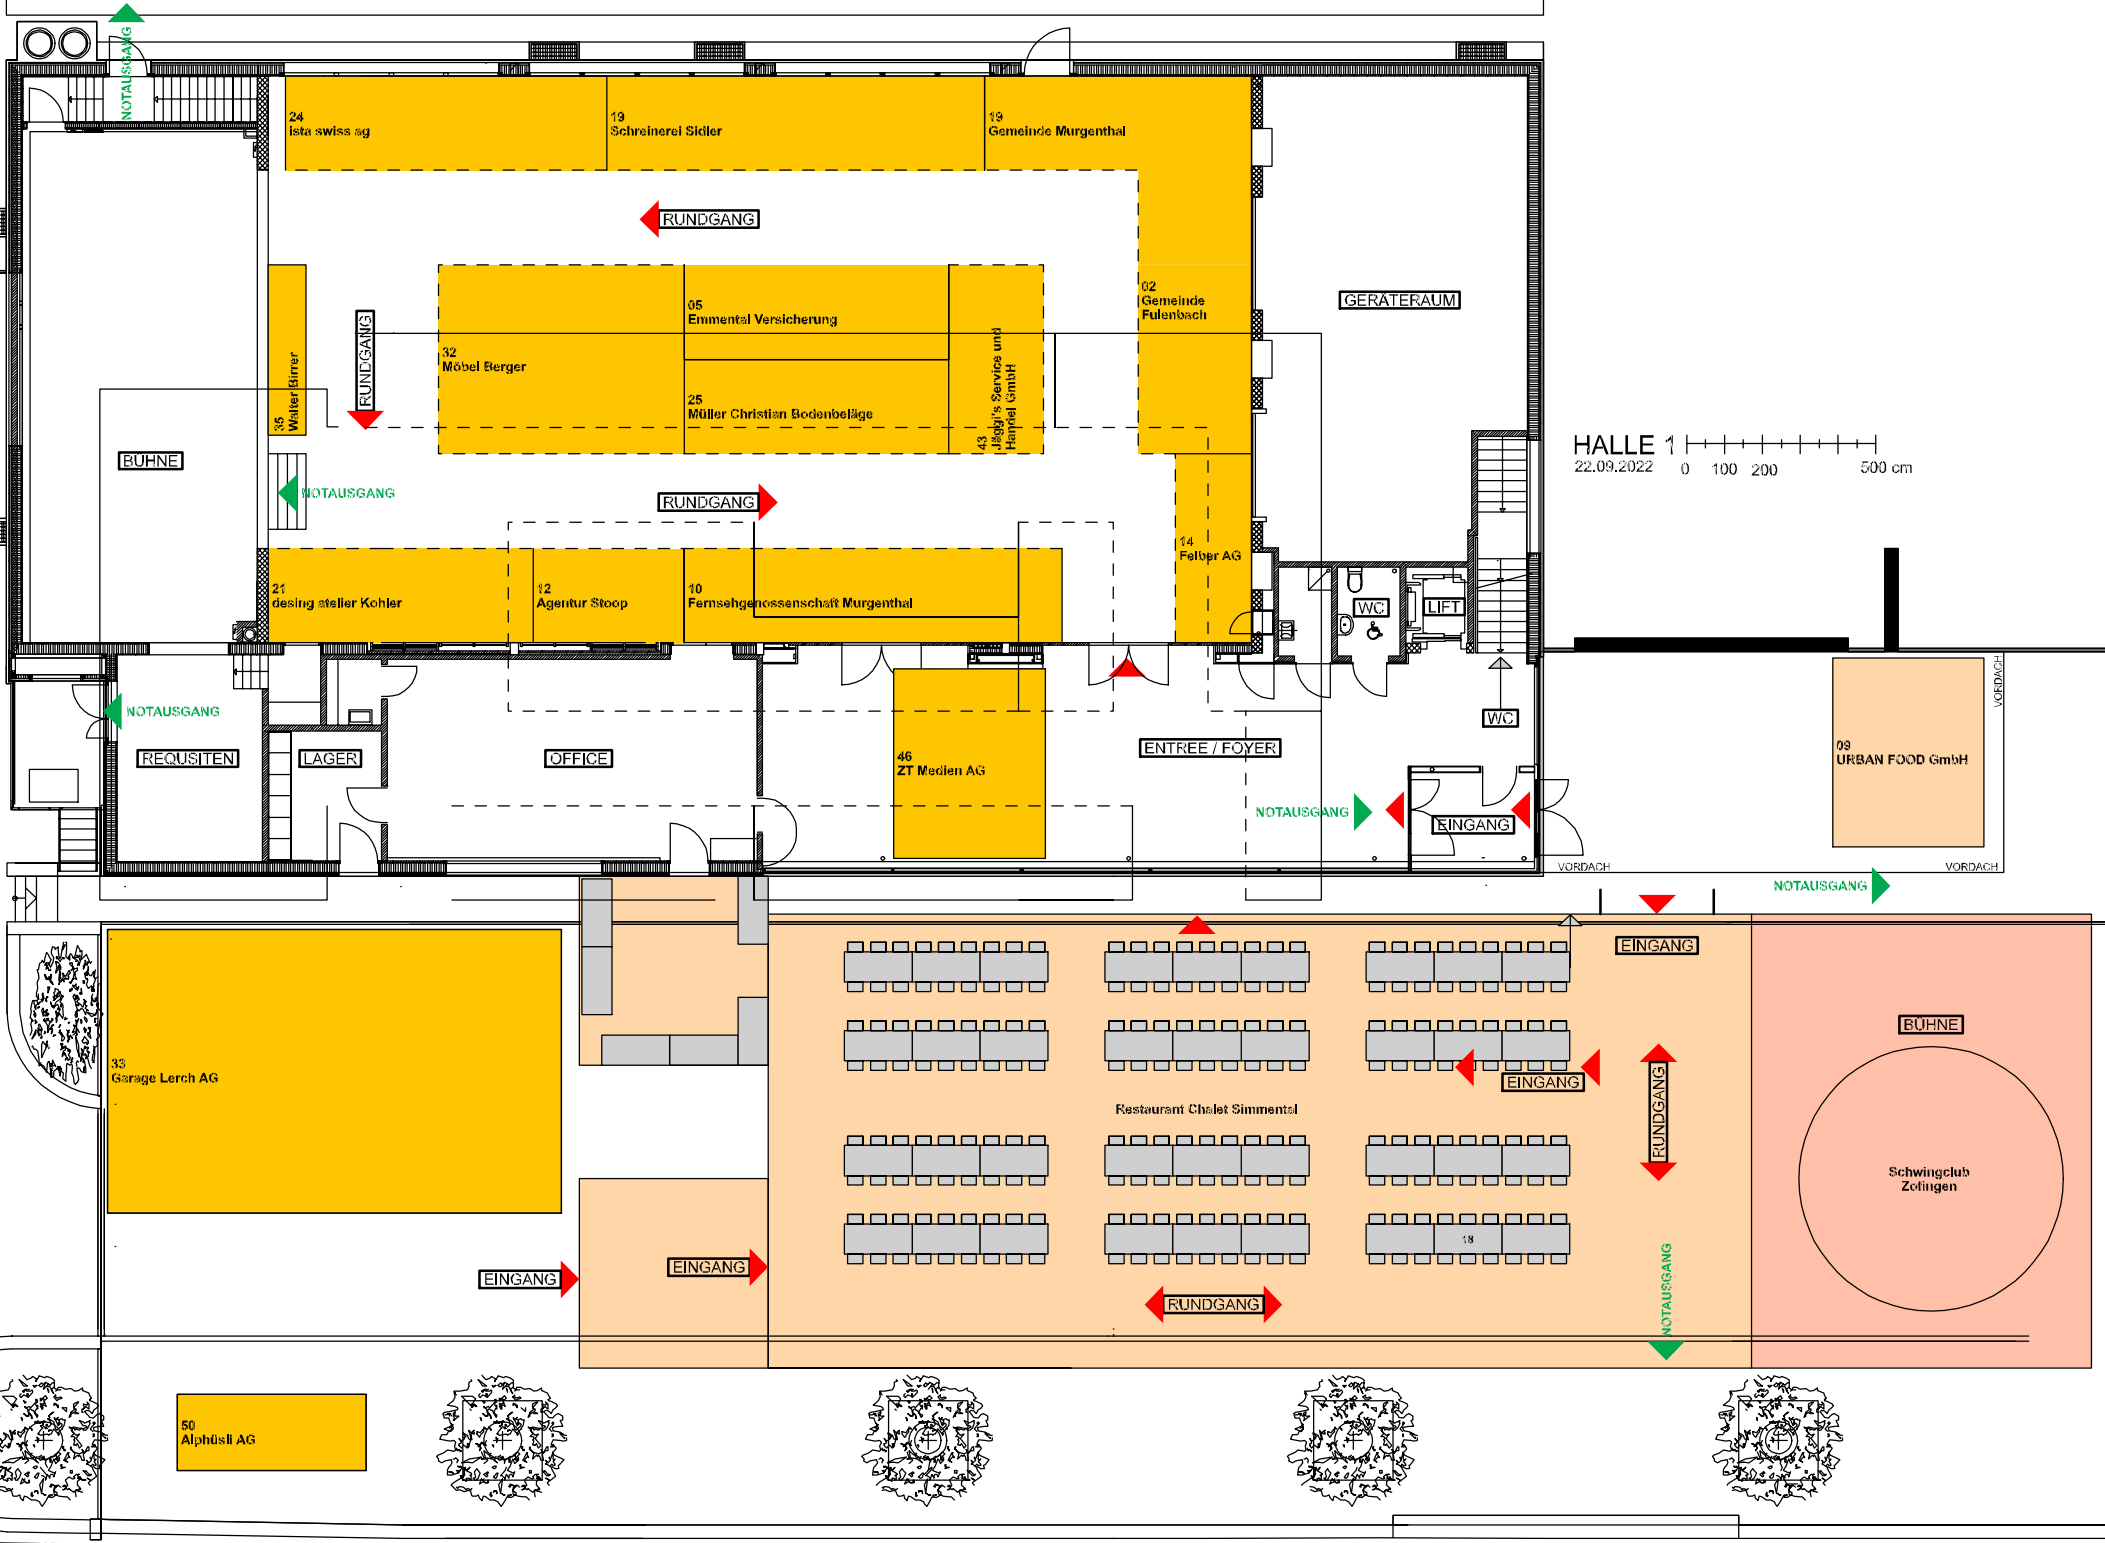 NOTAUSGANG
24
ista swiss ag
19
Schreinerei Sidler
19
Gemeinde Murgenthal
RUNDGANG
GERÄTERAUM
02
Gemeinde
Fulenbach
05
Emmental Versicherung
RUNDGANG
32
Möbel Berger
43
Jäggi's Service und
Handel GmbH
35
Walter Birrer
25
Müller Christian Bodenbeläge
BÜHNE
HALLE 1
22.09.2022
0 100 200 500 cm
NOTAUSGANG
RUNDGANG
14
Felber AG
21
desing atelier Kohler
12
Agentur Stoop
10
Fernsehgenossenschaft Murgenthal
WC
LIFT
VORDACH
NOTAUSGANG
WC
REQUSITEN
LAGER
OFFICE
ENTREE / FOYER
46
ZT Medien AG
09
URBAN FOOD GmbH
NOTAUSGANG
EINGANG
VORDACH
VORDACH
NOTAUSGANG
EINGANG
BÜHNE
33
Garage Lerch AG
EINGANG
RUNDGANG
Restaurant Chalet Simmental
Schwingclub
Zofingen
18
EINGANG
EINGANG
RUNDGANG
NOTAUSGANG
50
Alphüsli AG